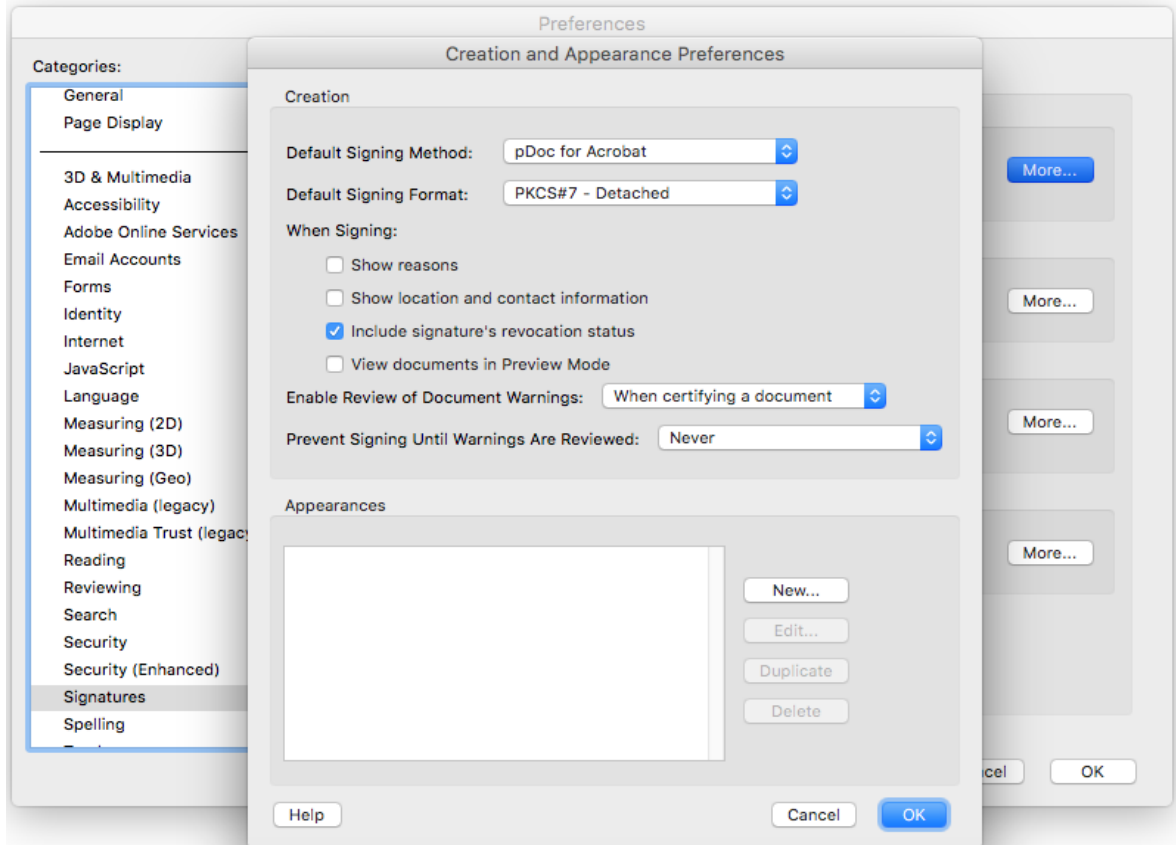 Preferences
Categories:
General
Page Display
3D & Multimedia
Accessibility
Adobe Online Services
Email Accounts
Forms
Identity
Internet
JavaScript
Language
Measuring (2D)
Measuring (3D)
Measuring (Geo)
Multimedia (legacy)
Multimedia Trust (legacy
Reading
Reviewing
Search
Security
Security (Enhanced)
Signatures
Spelling
Creation and Appearance Preferences
Creation
Default Signing Method: pDoc for Acrobat
Default Signing Format: PKCS#7 - Detached
When Signing:
Show reasons
Show location and contact information
Include signature's revocation status
View documents in Preview Mode
Enable Review of Document Warnings: When certifying a document
Prevent Signing Until Warnings Are Reviewed: Never
Appearances
New...
Edit...
Duplicate
Delete
Help Cancel OK
More...
More...
More...
More...
ncel OK